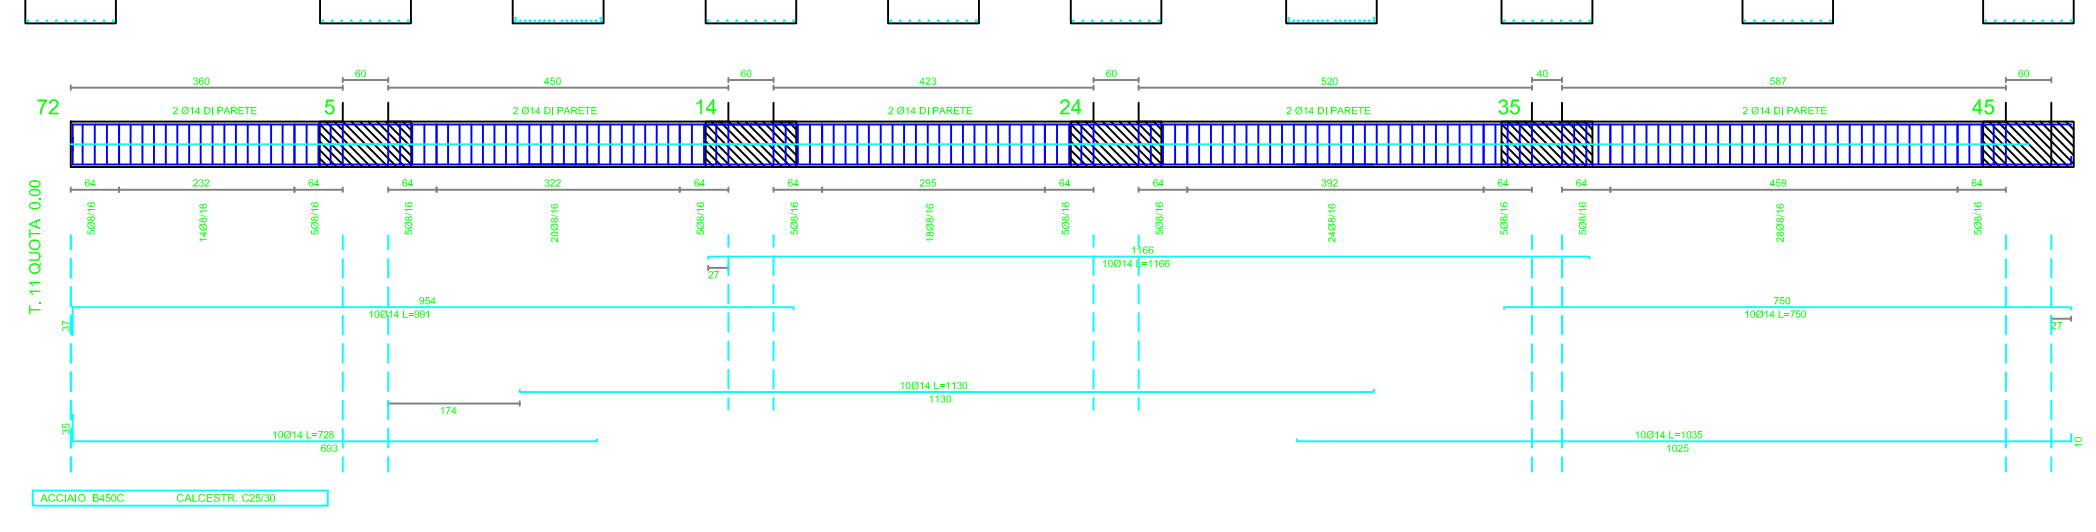 360 60 450 60 423 60 520 40 587 60
72 2 Ø14 DI PARETE 5 2 Ø14 DI PARETE 14 2 Ø14 DI PARETE 24 2 Ø14 DI PARETE 35 2 Ø14 DI PARETE 45
64 232 64 64 322 64 64 295 64 64 392 64 64 459 64
5Ø8/16 14Ø8/16 5Ø8/16 5Ø8/16 20Ø8/16 5Ø8/16 5Ø8/16 18Ø8/16 5Ø8/16 5Ø8/16 24Ø8/16 5Ø8/16 5Ø8/16 28Ø8/16 5Ø8/16
T. 11 QUOTA 0.00
1166
10Ø14 L=1166
27
954 750
10Ø14 L=991 10Ø14 L=750
37 27
10Ø14 L=1130
1130
174
35
10Ø14 L=728 10Ø14 L=1035
693 1025
10
ACCIAIO B450C CALCESTR. C25/30